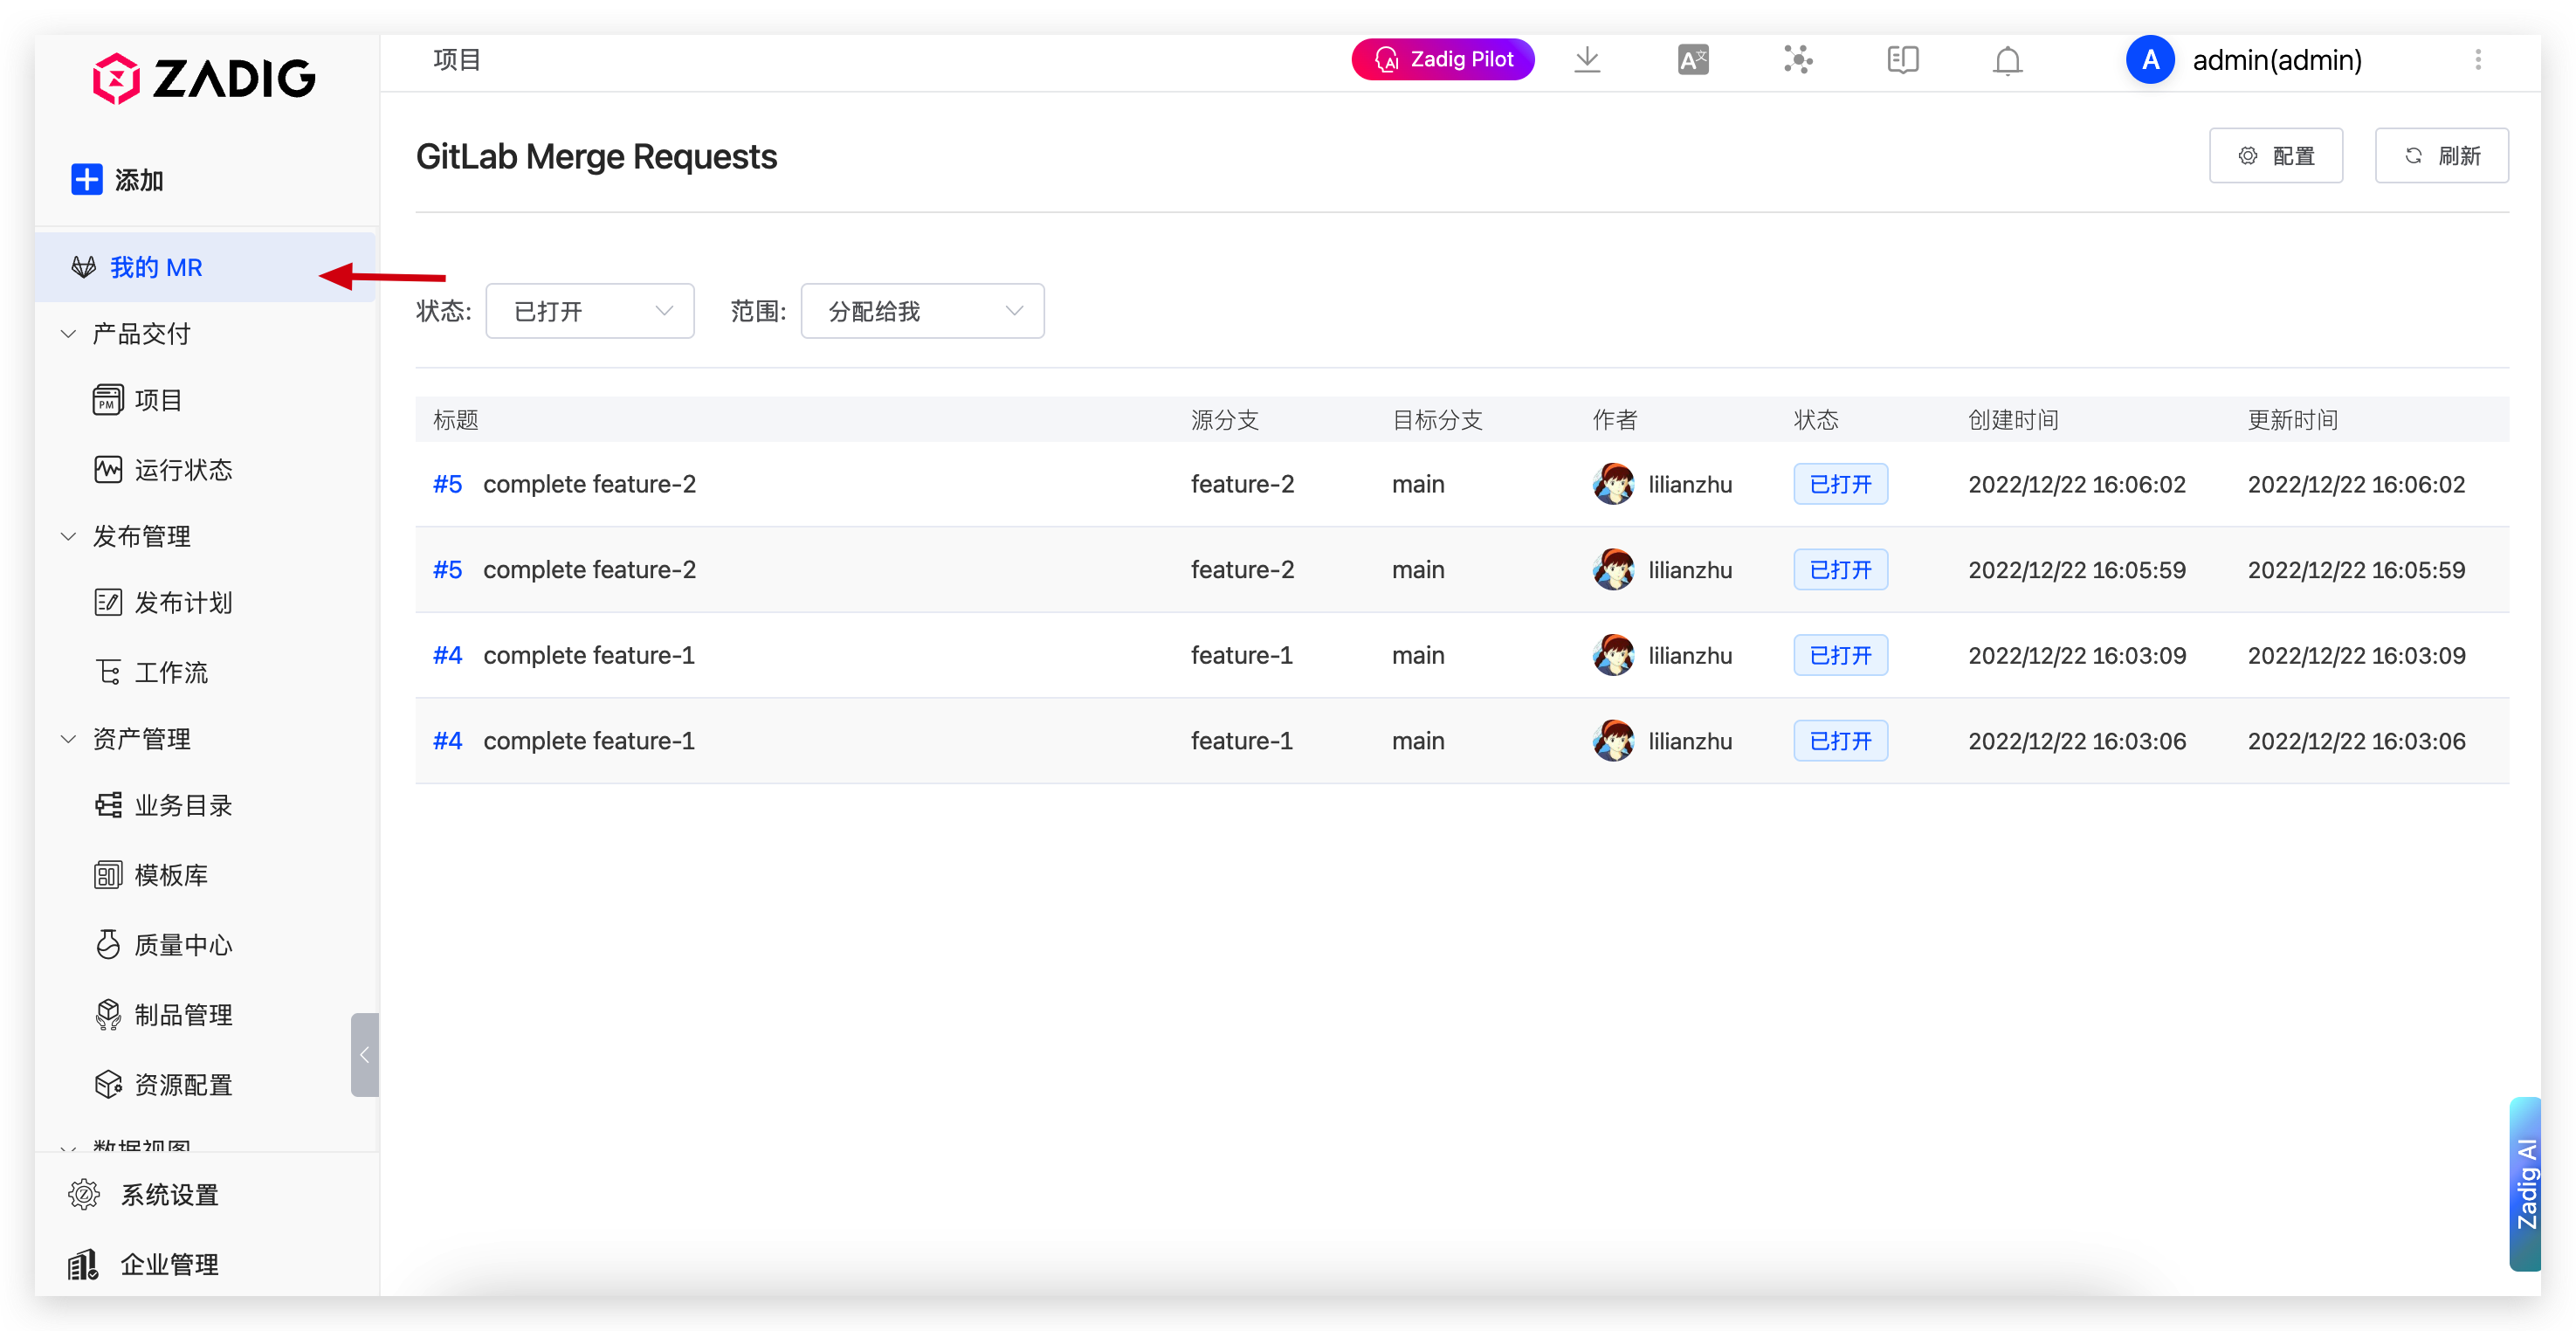 ZADIG
项目
Zadig Pilot
A文
A
admin(admin)
添加
GitLab Merge Requests
配置
刷新
我的 MR
产品交付
项目
运行状态
发布管理
发布计划
工作流
资产管理
业务目录
模板库
质量中心
制品管理
资源配置
数据视图
系统设置
企业管理
状态: 已打开 范围: 分配给我
标题 源分支 目标分支 作者 状态 创建时间 更新时间
#5 complete feature-2 feature-2 main lilianzhu 已打开 2022/12/22 16:06:02 2022/12/22 16:06:02
#5 complete feature-2 feature-2 main lilianzhu 已打开 2022/12/22 16:05:59 2022/12/22 16:05:59
#4 complete feature-1 feature-1 main lilianzhu 已打开 2022/12/22 16:03:09 2022/12/22 16:03:09
#4 complete feature-1 feature-1 main lilianzhu 已打开 2022/12/22 16:03:06 2022/12/22 16:03:06
Zadig AI